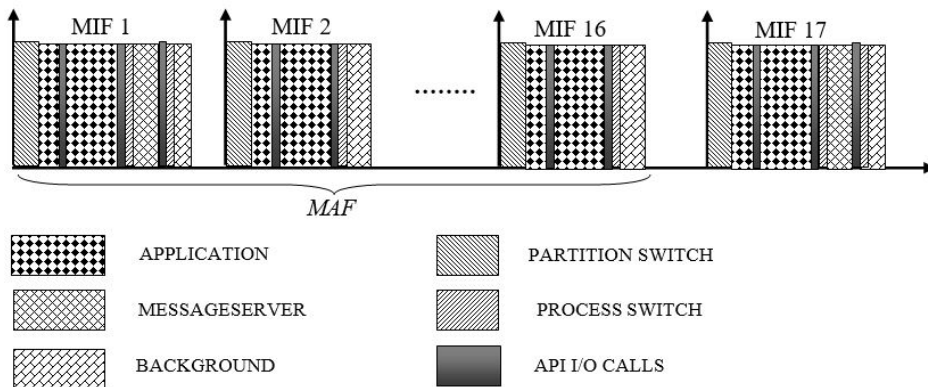 MIF 1 MIF 2 MIF 16 MIF 17
........
MAF
APPLICATION PARTITION SWITCH
MESSAGESERVER PROCESS SWITCH
BACKGROUND API I/O CALLS